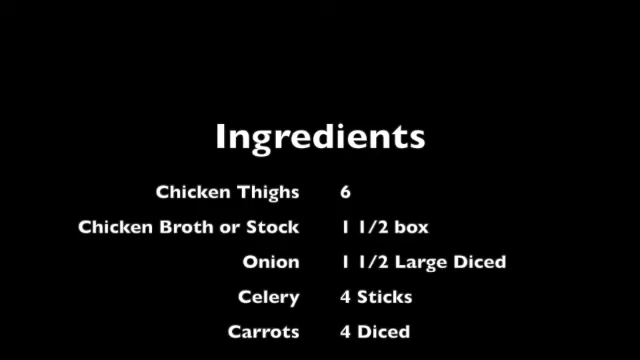 Ingredients
Chicken Thighs 6
Chicken Broth or Stock 1 1/2 box
Onion 1 1/2 Large Diced
Celery 4 Sticks
Carrots 4 Diced